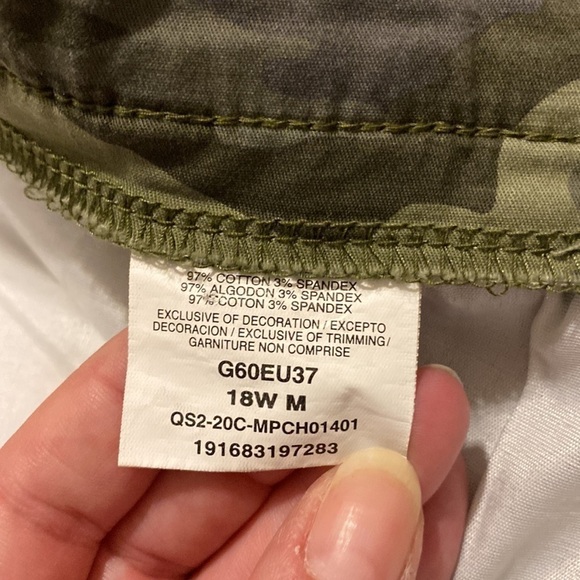 97% COTTON 3% SPANDEX
97% ALGODON 3% SPANDEX
97% COTON 3% SPANDEX
EXCLUSIVE OF DECORATION / EXCEPTO
DECORACION / EXCLUSIVE OF TRIMMING/
GARNITURE NON COMPRISE
G60EU37
18W M
QS2-20C-MPCH01401
191683197283